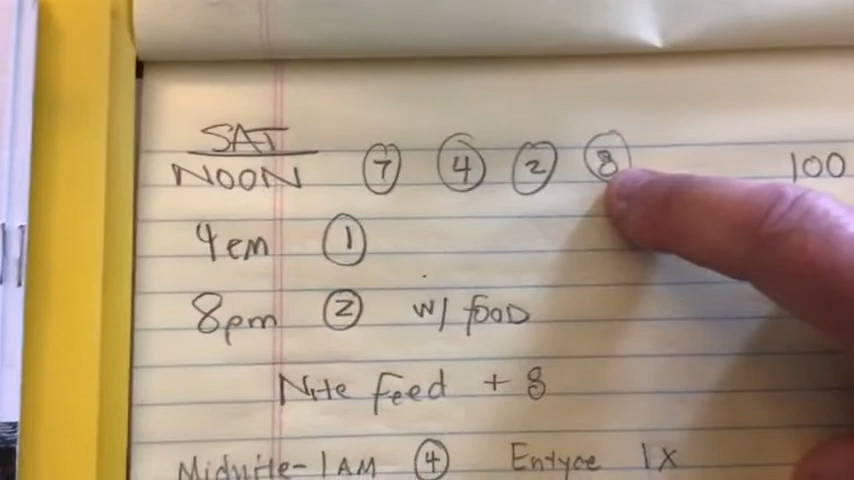 SAT
NOON 7 4 2 8 100
4pm 1
8pm 2 w/ food
Nite feed + 8
Midnite-1AM 4 Entyce 1x